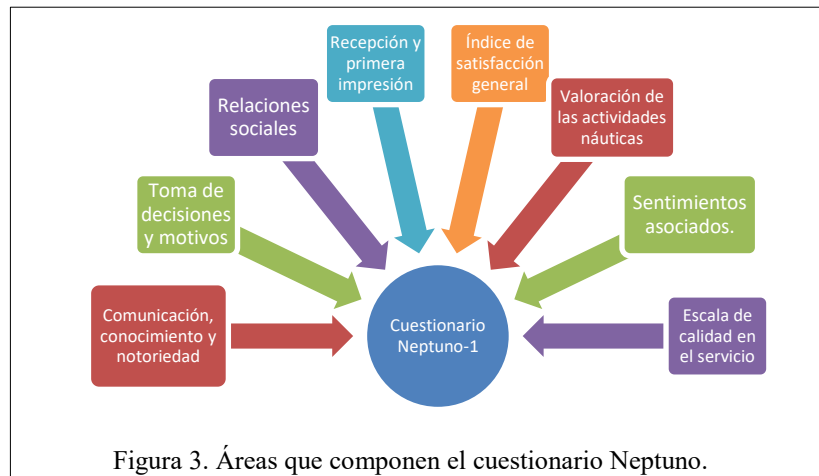 Recepción y
primera
impresión
Índice de
satisfacción
general
Relaciones
sociales
Valoración de
las actividades
náuticas
Toma de
decisiones
y motivos
Sentimientos
asociados.
Comunicación,
conocimiento y
notoriedad
Cuestionario
Neptuno-1
Escala de
calidad en
el servicio
Figura 3. Áreas que componen el cuestionario Neptuno.